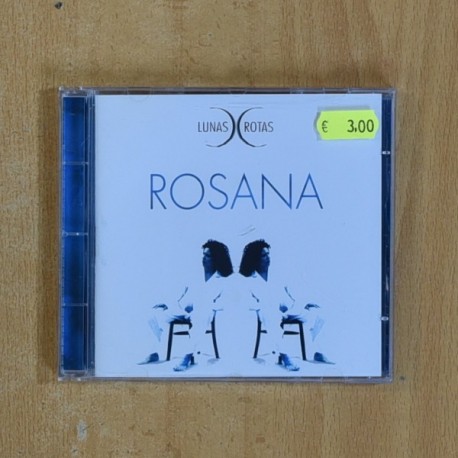 LUNAS ROTAS
€ 3.00
ROSANA